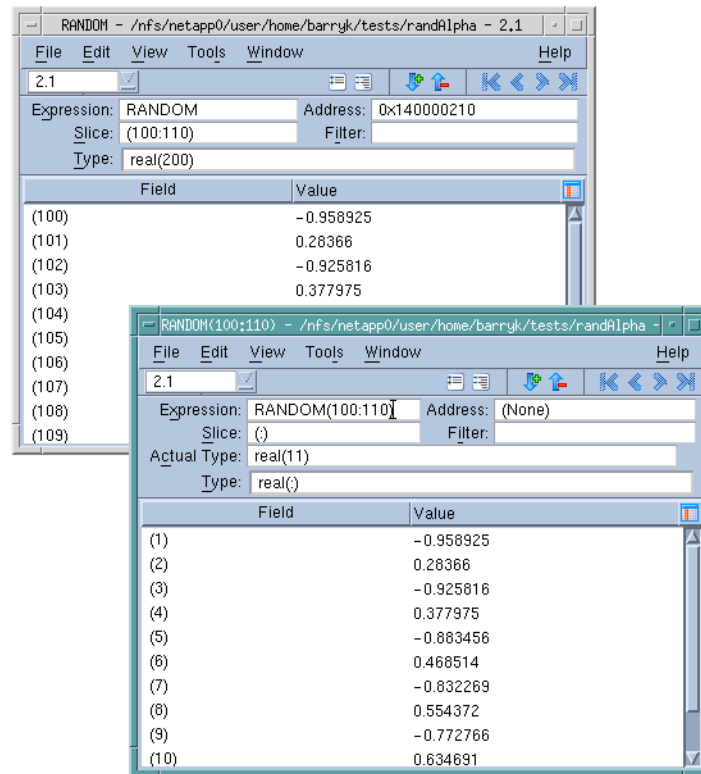 RANDOM - /nfs/netapp0/user/home/barryk/tests/randAlpha - 2.1
File Edit View Tools Window Help
2.1
Expression: RANDOM Address: 0x140000210
Slice: (100:110) Filter:
Type: real(200)
Field Value
(100) -0.958925
(101) 0.28366
(102) -0.925816
(103) 0.377975
(104)
(105)
(106)
(107)
(108)
(109)
RANDOM(100:110) - /nfs/netapp0/user/home/barryk/tests/randAlpha -
File Edit View Tools Window Help
2.1
Expression: RANDOM(100:110) Address: (None)
Slice: (:) Filter:
Actual Type: real(11)
Type: real(:)
Field Value
(1) -0.958925
(2) 0.28366
(3) -0.925816
(4) 0.377975
(5) -0.883456
(6) 0.468514
(7) -0.832269
(8) 0.554372
(9) -0.772766
(10) 0.634691